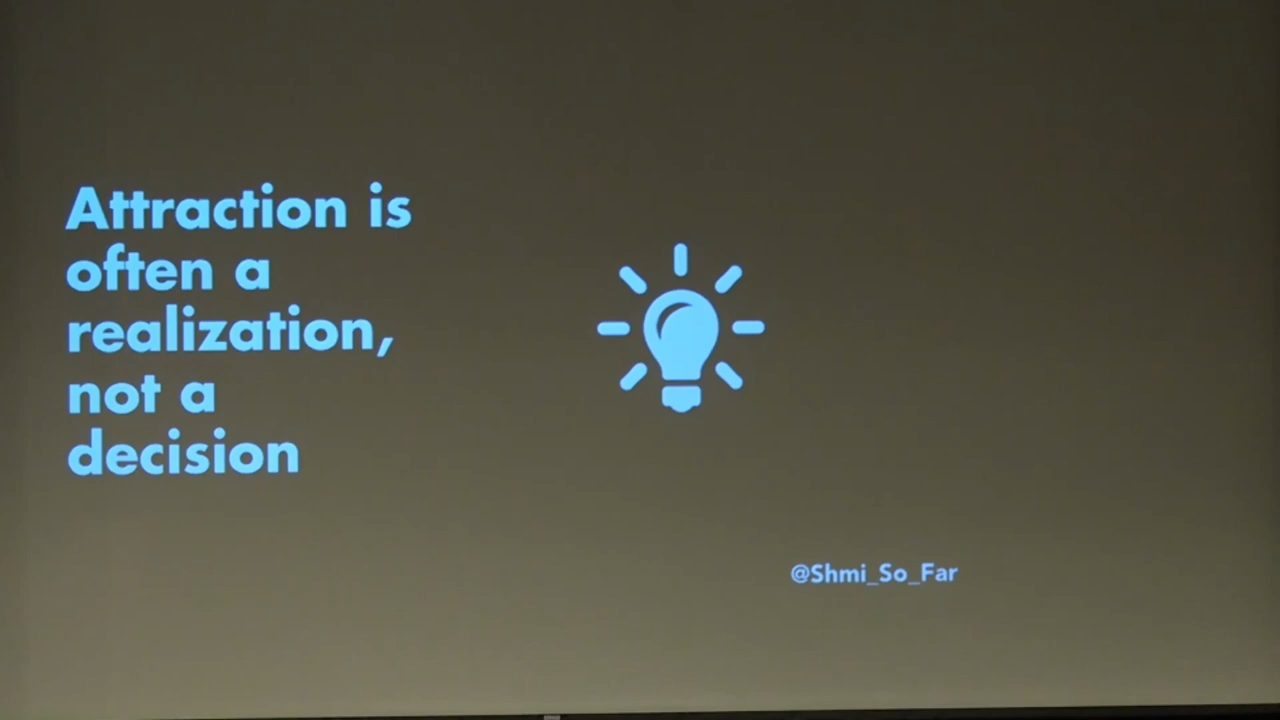 Attraction is
often a
realization,
not a
decision
@Shmi_So_Far